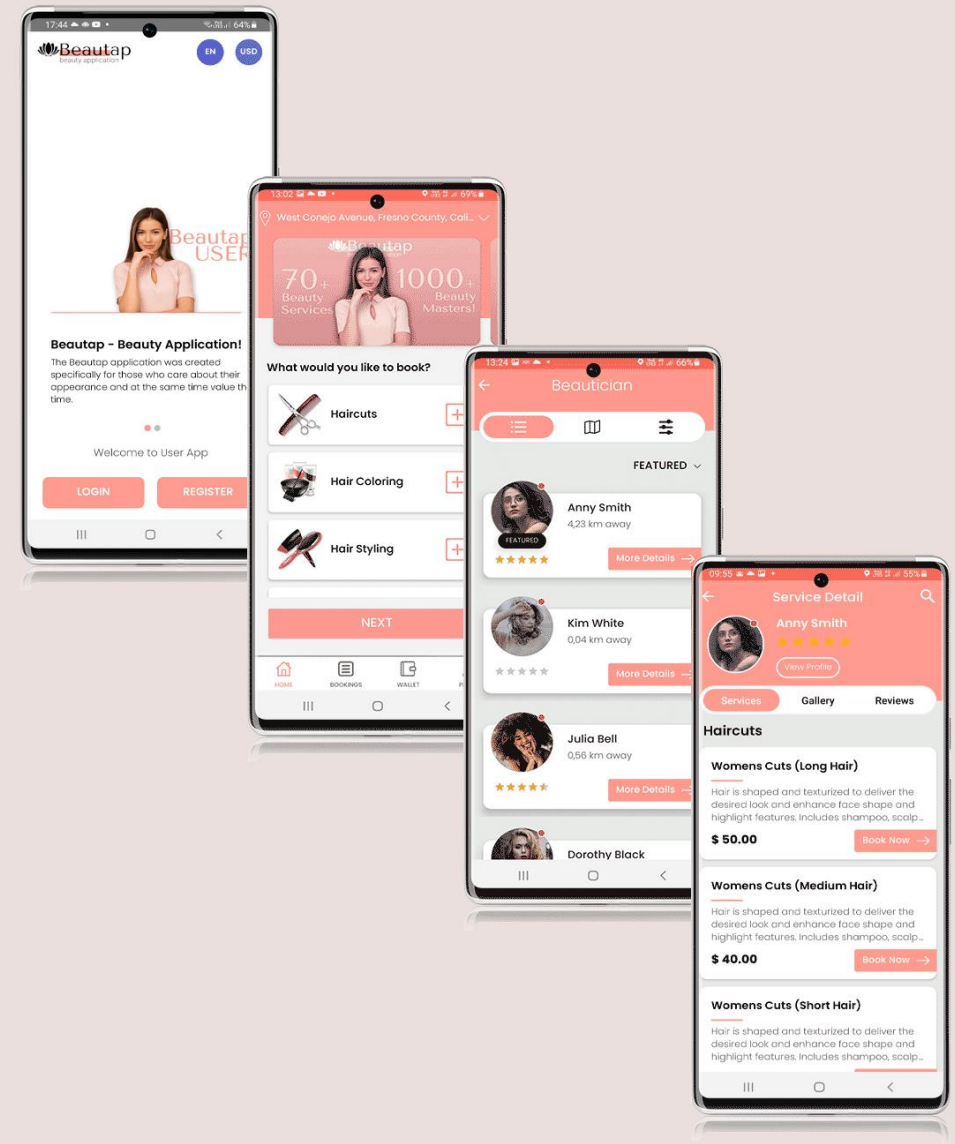 17:44
64%
Beautap
beauty application
EN
USD
Beautap
USER
Beautap - Beauty Application!
The Beautap application was created
specifically for those who care about their
appearance and at the same time value th
time.
Welcome to User App
LOGIN
REGISTER
13:02
69%
West Conejo Avenue, Fresno County, Cali...
Beautap
70+
Beauty
Services
1000+
Beauty
Masters!
What would you like to book?
Haircuts
Hair Coloring
Hair Styling
NEXT
HOME
BOOKINGS
WALLET
13:24
66%
Beautician
FEATURED
Anny Smith
4,23 km away
FEATURED
More Details
Kim White
0,04 km away
More Details
Julia Bell
0,56 km away
More Details
Dorothy Black
09:55
55%
Service Detail
Anny Smith
View Profile
Services
Gallery
Reviews
Haircuts
Womens Cuts (Long Hair)
Hair is shaped and texturized to deliver the
desired look and enhance face shape and
highlight features. Includes shampoo, scalp...
$ 50.00
Book Now
Womens Cuts (Medium Hair)
Hair is shaped and texturized to deliver the
desired look and enhance face shape and
highlight features. Includes shampoo, scalp...
$ 40.00
Book Now
Womens Cuts (Short Hair)
Hair is shaped and texturized to deliver the
desired look and enhance face shape and
highlight features. Includes shampoo, scalp...